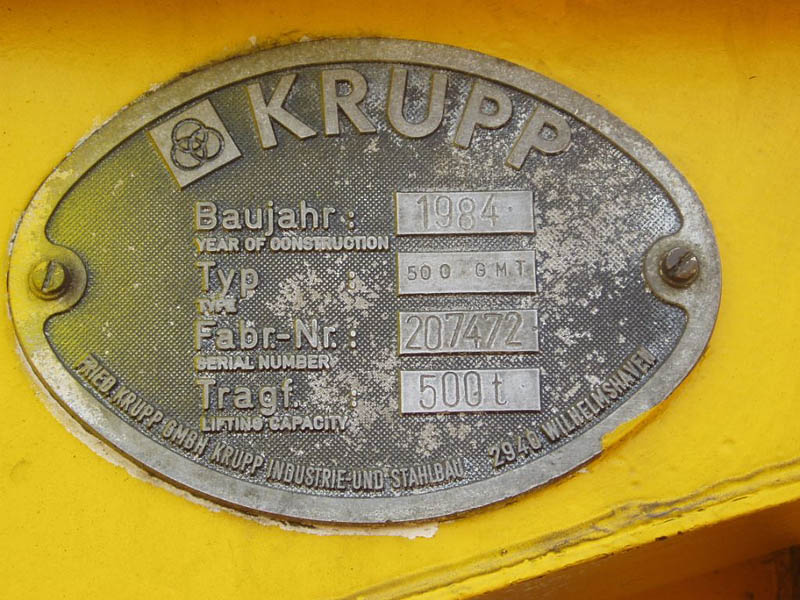 KRUPP
Baujahr: 1984
YEAR OF CONSTRUCTION
Typ : 500 GMT
TYPE
Fabr.-Nr.: 207472
SERIAL NUMBER
Tragf. : 500t
LIFTING CAPACITY
FRIED. KRUPP GMBH KRUPP INDUSTRIE-UND STAHLBAU 2940 WILHELMSHAVEN